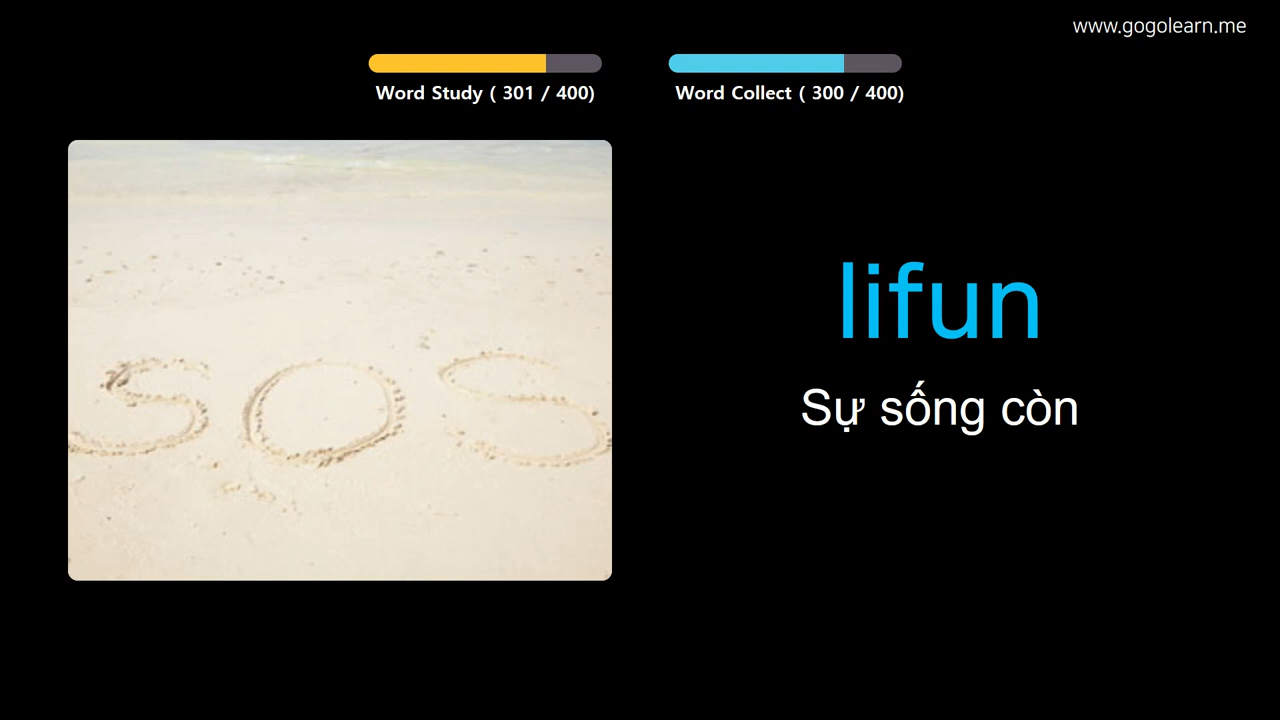 www.gogolearn.me
Word Study ( 301 / 400)
Word Collect ( 300 / 400)
SOS
lifun
Sự sống còn